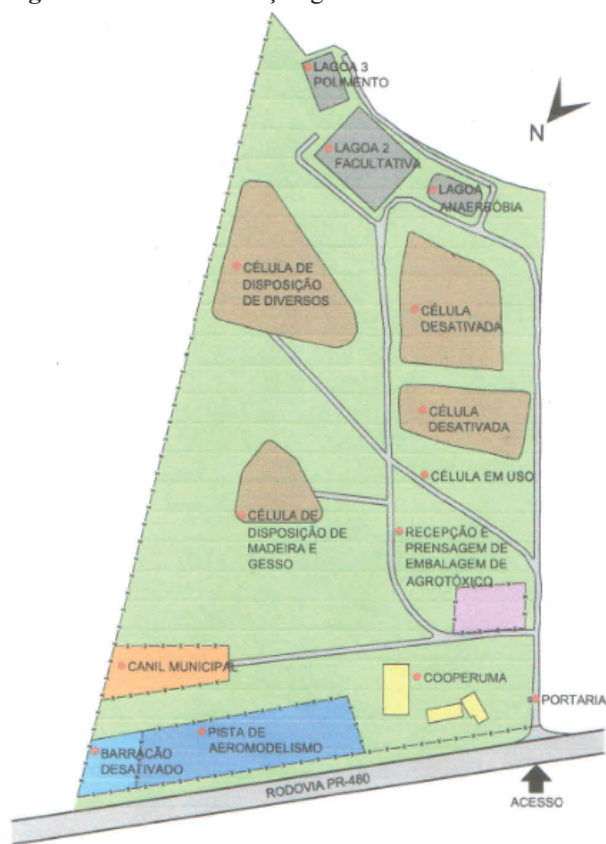 LAGOA 3
POLIMENTO
N
LAGOA 2
FACULTATIVA
LAGOA 1
ANAERÓBIA
CÉLULA DE
DISPOSIÇÃO
DE DIVERSOS
CÉLULA
DESATIVADA
CÉLULA
DESATIVADA
CÉLULA EM USO
CÉLULA DE
DISPOSIÇÃO DE
MADEIRA E
GESSO
RECEPÇÃO E
PRENSAGEM DE
EMBALAGEM DE
AGROTÓXICO
CANIL MUNICIPAL
COOPERUMA
PORTARIA
PISTA DE
AEROMODELISMO
BARRACÃO
DESATIVADO
RODOVIA PR-480
ACESSO